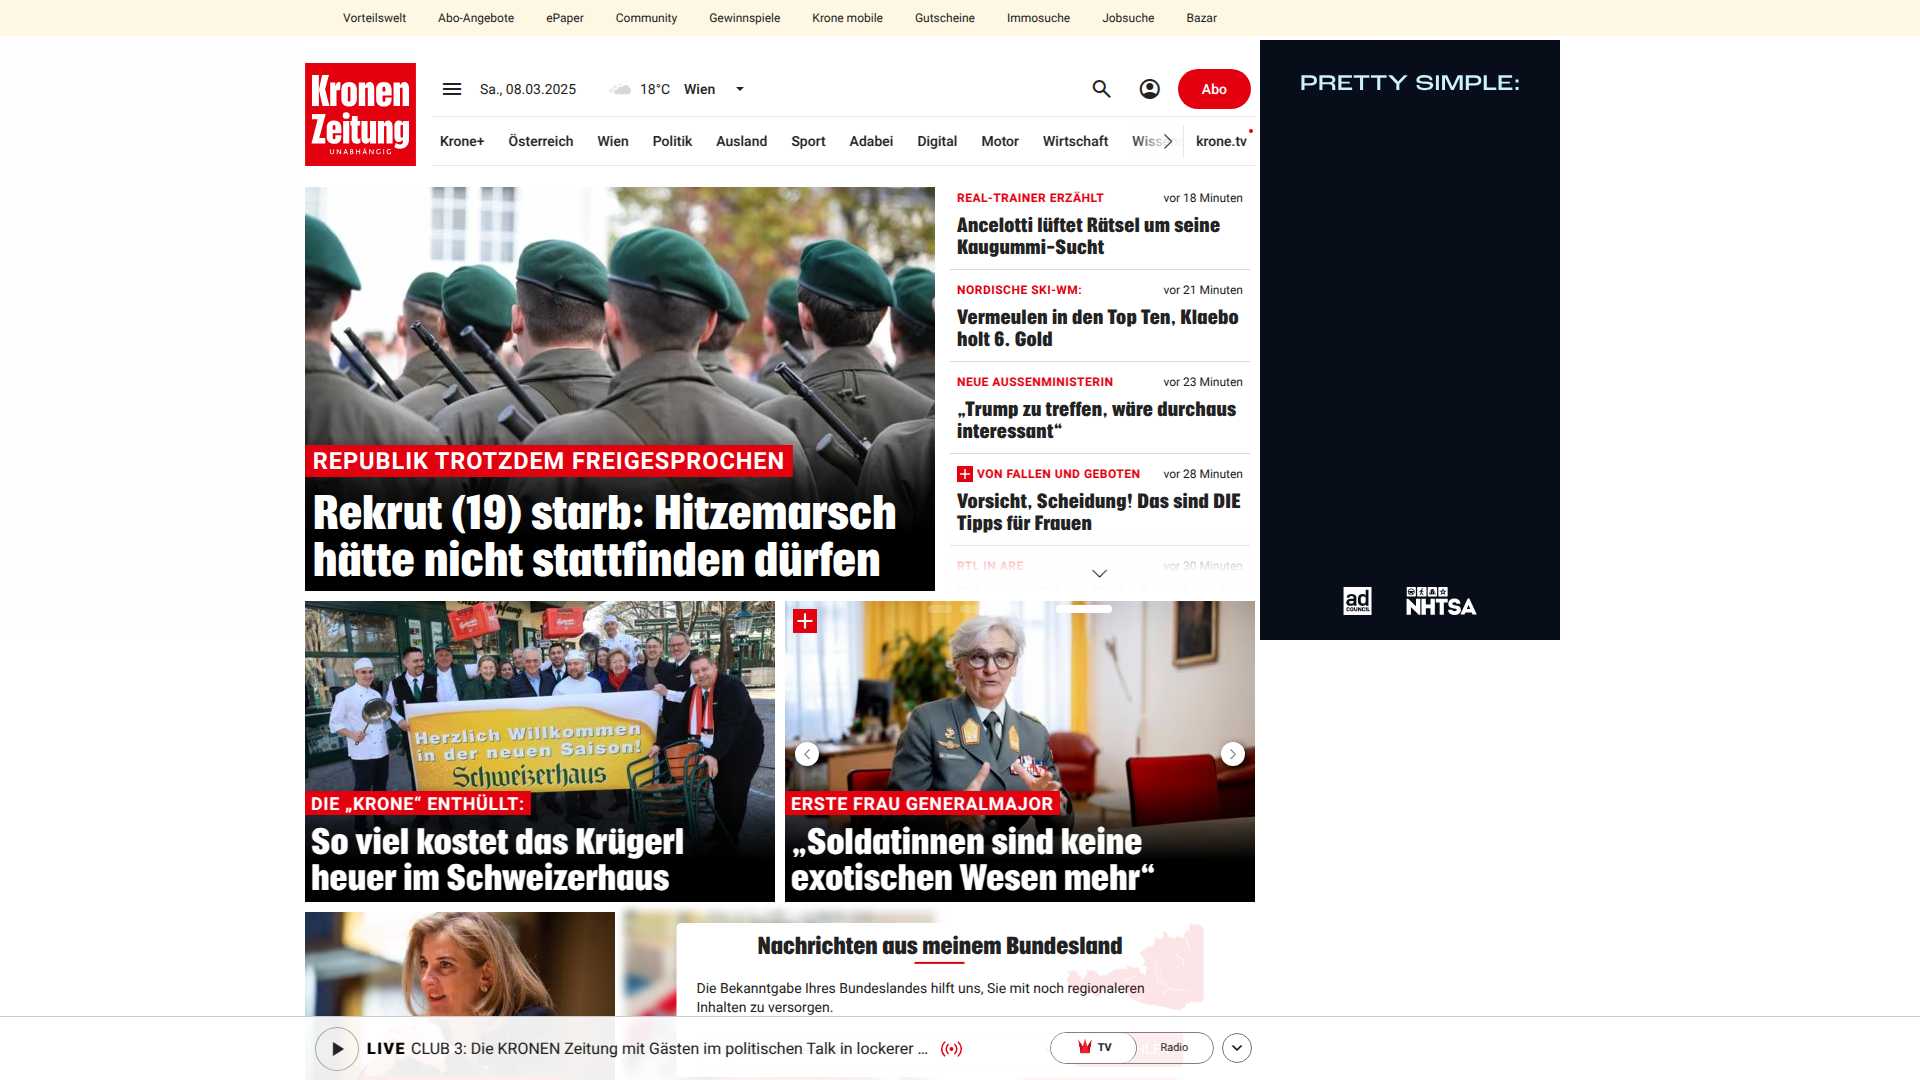 Vorteilswelt Abo-Angebote ePaper Community Gewinnspiele Krone mobile Gutscheine Immosuche Jobsuche Bazar
Kronen
Zeitung
UNABHÄNGIG
Sa., 08.03.2025 18°C Wien
Abo
Krone+ Österreich Wien Politik Ausland Sport Adabei Digital Motor Wirtschaft Wiss krone.tv
REPUBLIK TROTZDEM FREIGESPROCHEN
Rekrut (19) starb: Hitzemarsch
hätte nicht stattfinden dürfen
REAL-TRAINER ERZÄHLT vor 18 Minuten
Ancelotti lüftet Rätsel um seine
Kaugummi-Sucht
NORDISCHE SKI-WM: vor 21 Minuten
Vermeulen in den Top Ten, Klaebo
holt 6. Gold
NEUE AUSSENMINISTERIN vor 23 Minuten
„Trump zu treffen, wäre durchaus
interessant“
VON FALLEN UND GEBOTEN vor 28 Minuten
Vorsicht, Scheidung! Das sind DIE
Tipps für Frauen
RTL IN ARE vor 30 Minuten
PRETTY SIMPLE:
ad
COUNCIL
NHTSA
Herzlich Willkommen
in der neuen Saison!
Schweizerhaus
DIE „KRONE“ ENTHÜLLT:
So viel kostet das Krügerl
heuer im Schweizerhaus
ERSTE FRAU GENERALMAJOR
„Soldatinnen sind keine
exotischen Wesen mehr“
Nachrichten aus meinem Bundesland
Die Bekanntgabe Ihres Bundeslandes hilft uns, Sie mit noch regionaleren
Inhalten zu versorgen.
LIVE CLUB 3: Die KRONEN Zeitung mit Gästen im politischen Talk in lockerer ...
TV
Radio